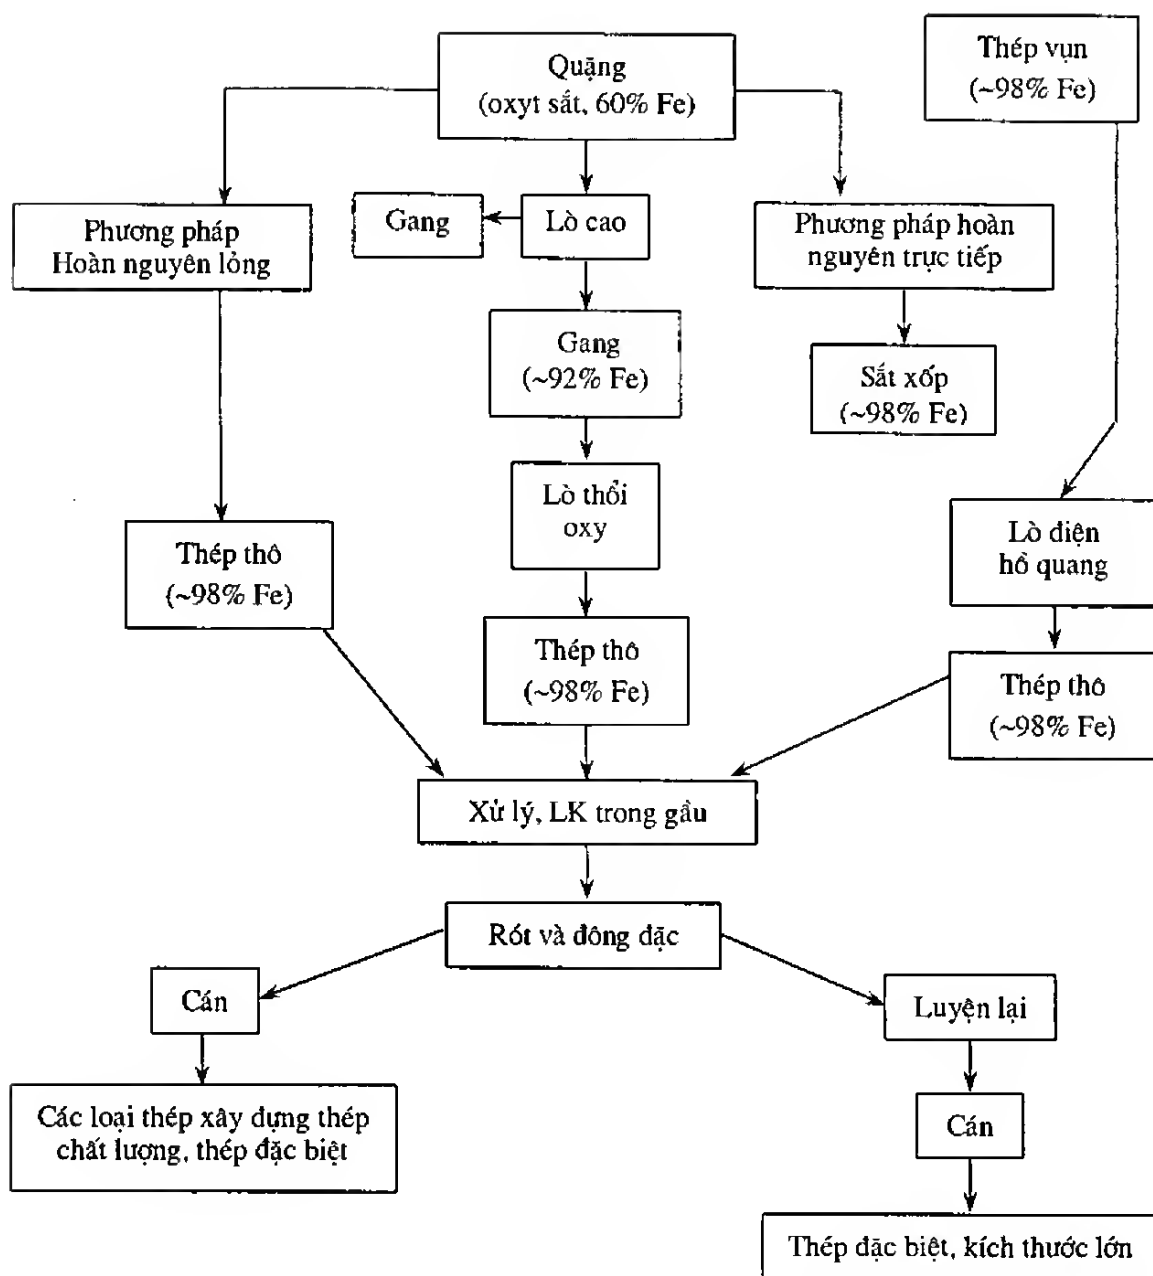 Quặng
(oxyt sắt, 60% Fe)
Thép vụn
(~98% Fe)
Phương pháp
Hoàn nguyên lỏng
Gang
Lò cao
Phương pháp hoàn
nguyên trực tiếp
Gang
(~92% Fe)
Sắt xốp
(~98% Fe)
Lò thổi
oxy
Lò điện
hồ quang
Thép thô
(~98% Fe)
Thép thô
(~98% Fe)
Thép thô
(~98% Fe)
Xử lý, LK trong gầu
Rót và đông đặc
Cán
Luyện lại
Các loại thép xây dựng thép
chất lượng, thép đặc biệt
Cán
Thép đặc biệt, kích thước lớn